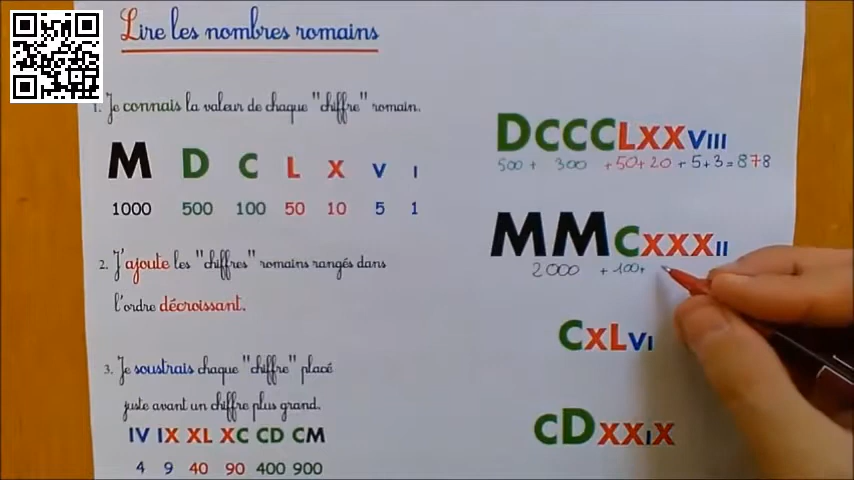 Lire les nombres romains
1. Je connais la valeur de chaque "chiffre" romain.
M D C L X V I
1000 500 100 50 10 5 1
2. J'ajoute les "chiffres" romains rangés dans
l'ordre décroissant.
3. Je soustrais chaque "chiffre" placé
juste avant un chiffre plus grand.
IV IX XL XC CD CM
4 9 40 90 400 900
DCCCLXXVIII
500 + 300 + 50 + 20 + 5 + 3 = 878
MMCXXXII
2000 + 100 +
CXLVI
CDXXIX